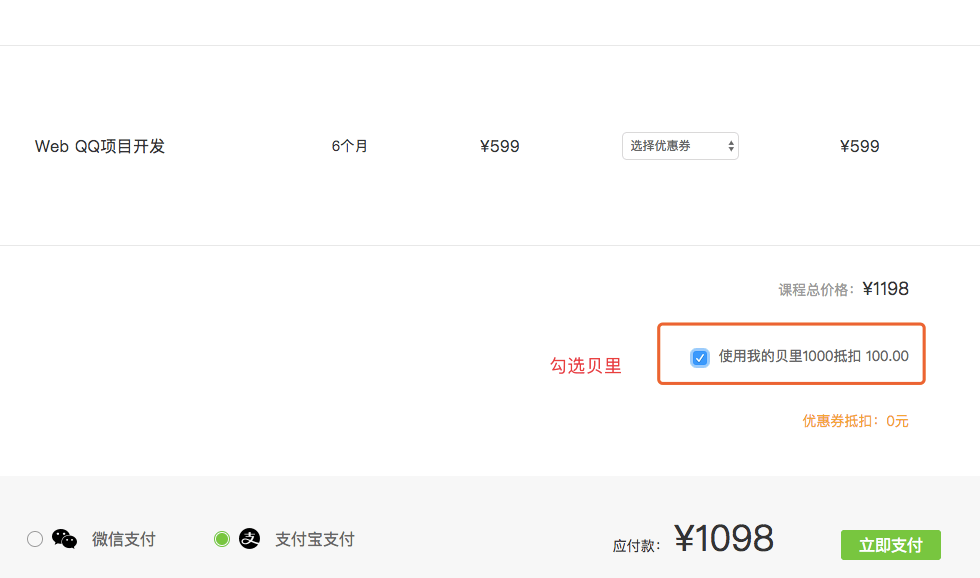 Web QQ项目开发 6个月 ¥599 选择优惠券 ¥599
课程总价格：¥1198
勾选贝里 使用我的贝里1000抵扣 100.00
优惠券抵扣：0元
微信支付 支 支付宝支付 应付款：¥1098 立即支付